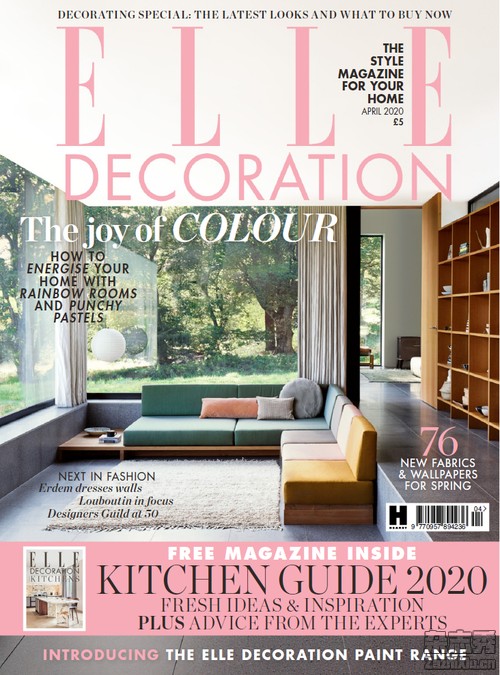 DECORATING SPECIAL: THE LATEST LOOKS AND WHAT TO BUY NOW
ELLE
DECORATION
THE
STYLE
MAGAZINE
FOR YOUR
HOME
APRIL 2020
£5
The joy of COLOUR
HOW TO
ENERGISE YOUR
HOME WITH
RAINBOW ROOMS
AND PUNCHY
PASTELS
76
NEW FABRICS
& WALLPAPERS
FOR SPRING
NEXT IN FASHION
Erdem dresses walls
Louboutin in focus
Designers Guild at 50
H
04
9 770957 894236
ELLE
DECORATION
KITCHENS
FREE MAGAZINE INSIDE
KITCHEN GUIDE 2020
FRESH IDEAS & INSPIRATION
PLUS ADVICE FROM THE EXPERTS
INTRODUCING THE ELLE DECORATION PAINT RANGE